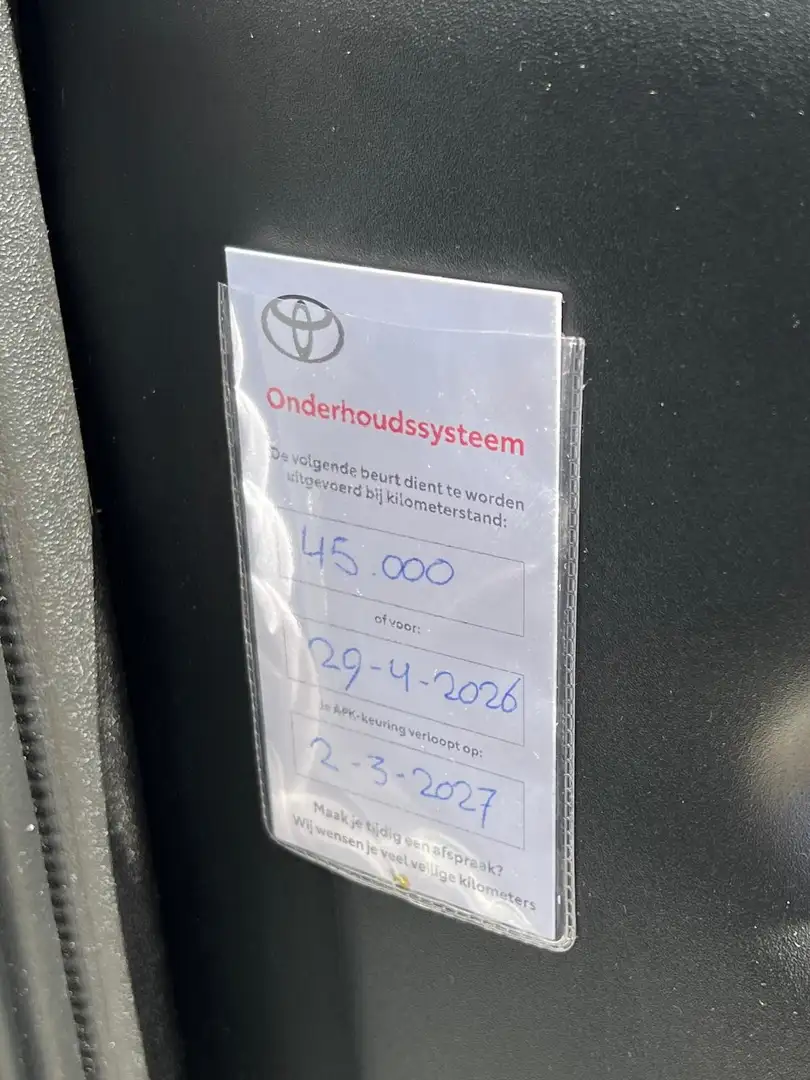 Onderhoudssysteem
De volgende beurt dient te worden
uitgevoerd bij kilometerstand:
45.000
of voor:
29-4-2026
Je APK-keuring verloopt op:
2-3-2027
Maak je tijdig een afspraak?
Wij wensen je veel veilige kilometers